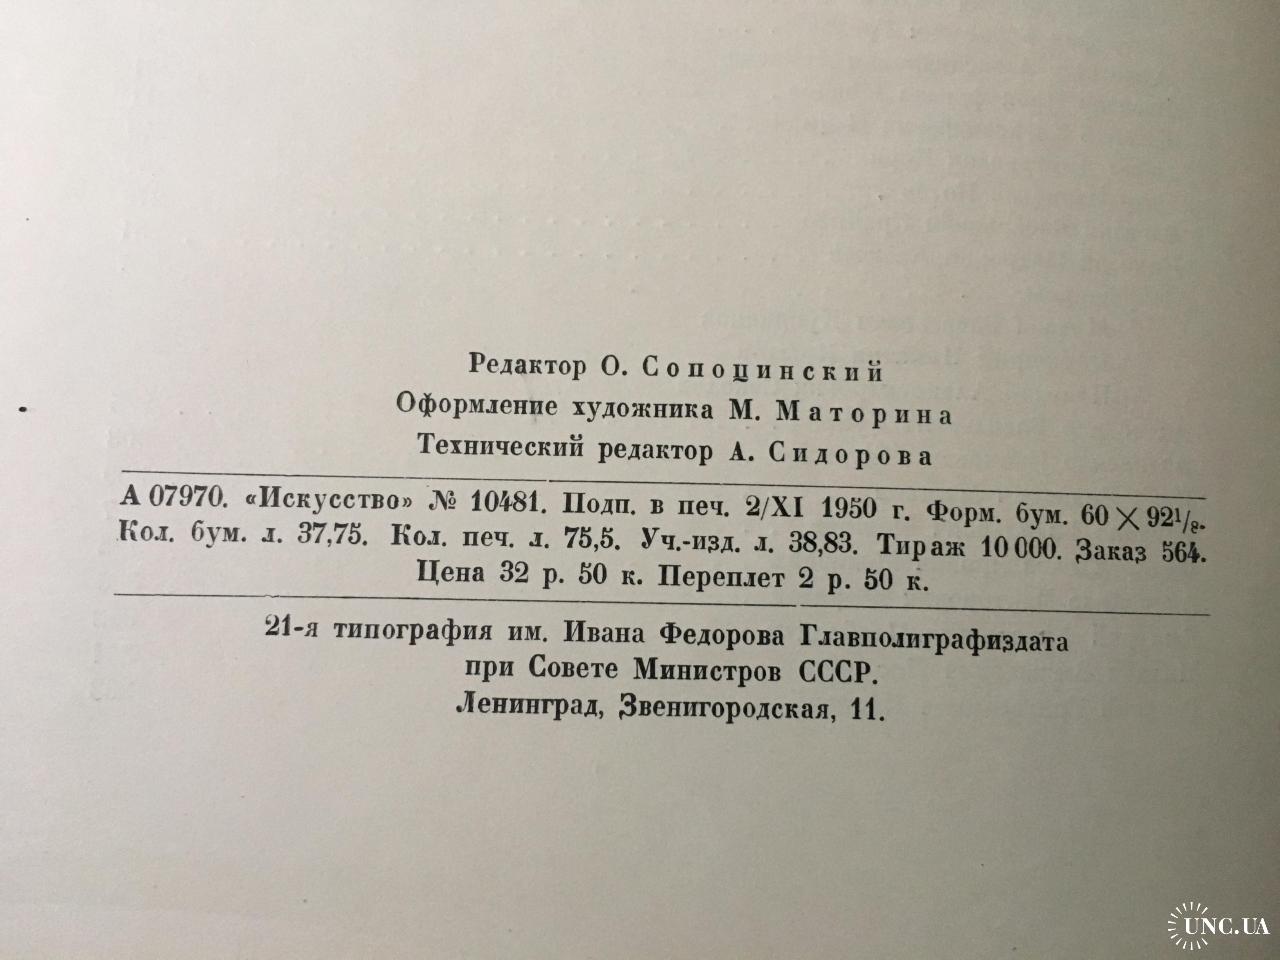 Редактор О. Сопоцинский
Оформление художника М. Маторина
Технический редактор А. Сидорова
А 07970. «Искусство» № 10481. Подп. в печ. 2/XI 1950 г. Форм. бум. 60 × 92¹/₈.
Кол. бум. л. 37,75. Кол. печ. л. 75,5. Уч.-изд. л. 38,83. Тираж 10 000. Заказ 564.
Цена 32 р. 50 к. Переплет 2 р. 50 к.
21-я типография им. Ивана Федорова Главполиграфиздата
при Совете Министров СССР.
Ленинград, Звенигородская, 11.
UNC.UA